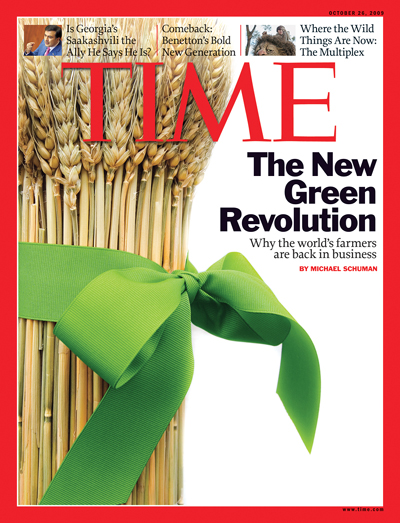 OCTOBER 26, 2009
Is Georgia's
Saakashvili the
Ally He Says He Is?
Comeback:
Benetton's Bold
New Generation
Where the Wild
Things Are Now:
The Multiplex
TIME
The New
Green
Revolution
Why the world's farmers
are back in business
BY MICHAEL SCHUMAN
www.time.com